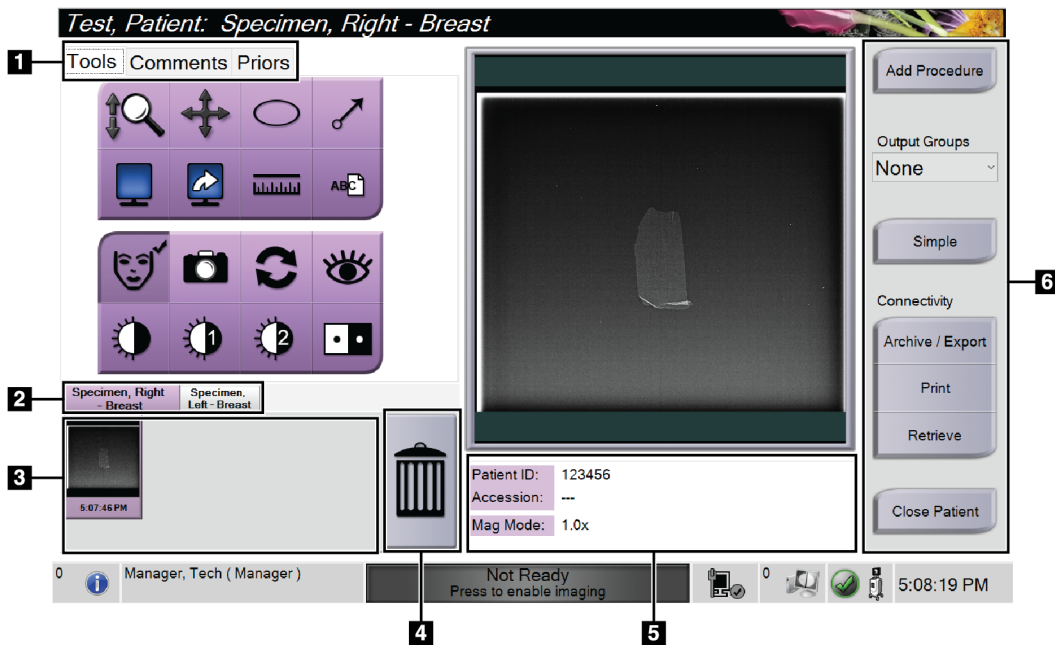 Test, Patient: Specimen, Right - Breast
1
Tools Comments Priors
ABC
1
2
2
Specimen, Right
- Breast
Specimen,
Left - Breast
3
5:07:46 PM
4
Patient ID: 123456
Accession: ---
Mag Mode: 1.0x
5
Add Procedure
Output Groups
None
Simple
Connectivity
Archive / Export
Print
Retrieve
Close Patient
6
0
i
Manager, Tech ( Manager )
Not Ready
Press to enable imaging
0
5:08:19 PM